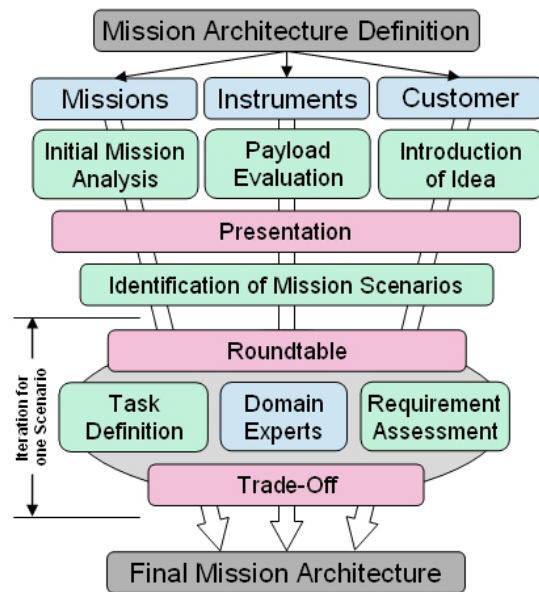 Mission Architecture Definition
Missions
Instruments
Customer
Initial Mission
Analysis
Payload
Evaluation
Introduction
of Idea
Presentation
Identification of Mission Scenarios
Iteration for
one Scenario
Roundtable
Task
Definition
Domain
Experts
Requirement
Assessment
Trade-Off
Final Mission Architecture